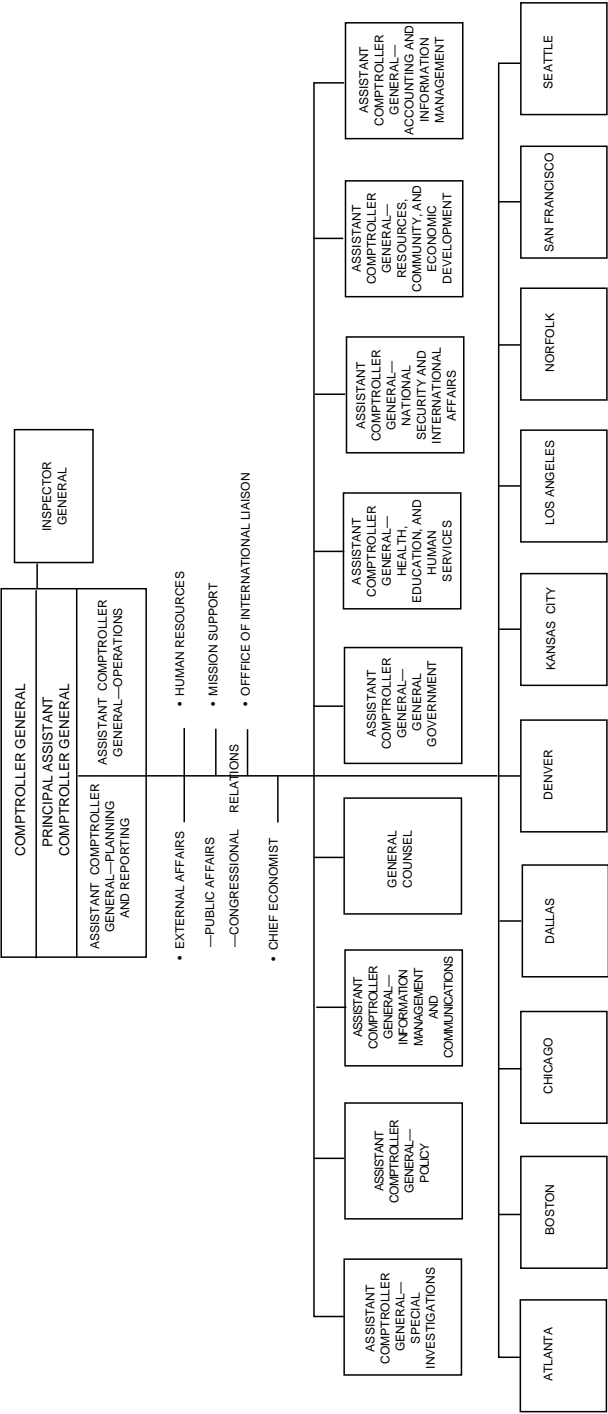 COMPTROLLER GENERAL
PRINCIPAL ASSISTANT
COMPTROLLER GENERAL
ASSISTANT COMPTROLLER
GENERAL—PLANNING
AND REPORTING
ASSISTANT COMPTROLLER
GENERAL—OPERATIONS
INSPECTOR
GENERAL
• EXTERNAL AFFAIRS
—PUBLIC AFFAIRS
—CONGRESSIONAL RELATIONS
• CHIEF ECONOMIST
• HUMAN RESOURCES
• MISSION SUPPORT
• OFFFICE OF INTERNATIONAL LIAISON
ASSISTANT
COMPTROLLER
GENERAL—
SPECIAL
INVESTIGATIONS
ASSISTANT
COMPTROLLER
GENERAL—
POLICY
ASSISTANT
COMPTROLLER
GENERAL—
INFORMATION
MANAGEMENT
AND
COMMUNICATIONS
GENERAL
COUNSEL
ASSISTANT
COMPTROLLER
GENERAL—
GENERAL
GOVERNMENT
ASSISTANT
COMPTROLLER
GENERAL—
HEALTH,
EDUCATION, AND
HUMAN
SERVICES
ASSISTANT
COMPTROLLER
GENERAL—
NATIONAL
SECURITY AND
INTERNATIONAL
AFFAIRS
ASSISTANT
COMPTROLLER
GENERAL—
RESOURCES,
COMMUNITY, AND
ECONOMIC
DEVELOPMENT
ASSISTANT
COMPTROLLER
GENERAL—
ACCOUNTING AND
INFORMATION
MANAGEMENT
ATLANTA
BOSTON
CHICAGO
DALLAS
DENVER
KANSAS CITY
LOS ANGELES
NORFOLK
SAN FRANCISCO
SEATTLE